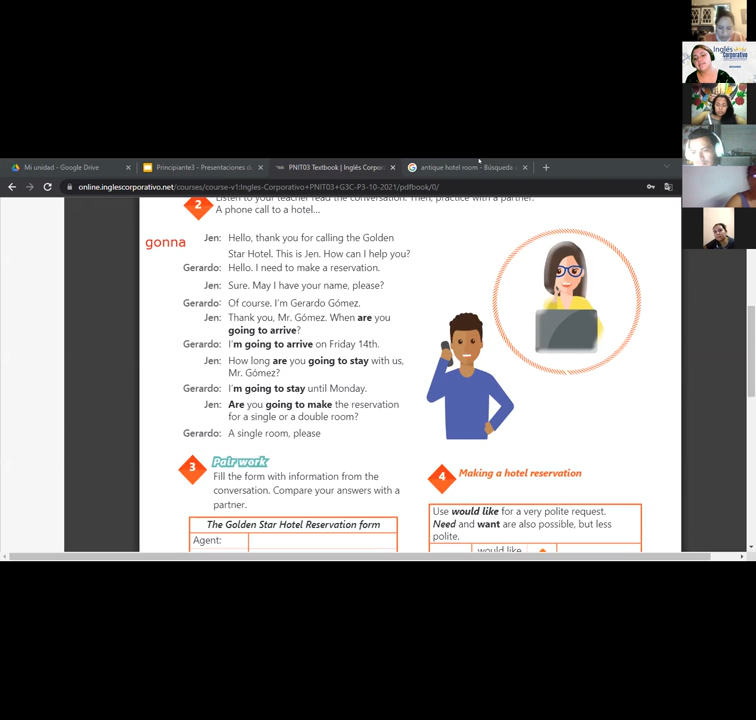 Mi unidad - Google Drive
Principiante3 - Presentaciones d
PNIT03 Textbook | Inglés Corpor
antique hotel room - Búsqueda
online.inglescorporativo.net/courses/course-v1:Ingles-Corporativo+PNIT03+G3C-P3-10-2021/pdfbook/0/
Inglés
Corporativo
2
Listen to your teacher read the conversation. Then, practice with a partner.
A phone call to a hotel...
gonna
Jen: Hello, thank you for calling the Golden
Star Hotel. This is Jen. How can I help you?
Gerardo: Hello. I need to make a reservation.
Jen: Sure. May I have your name, please?
Gerardo: Of course. I'm Gerardo Gómez.
Jen: Thank you, Mr. Gómez. When are you
going to arrive?
Gerardo: I'm going to arrive on Friday 14th.
Jen: How long are you going to stay with us,
Mr. Gómez?
Gerardo: I'm going to stay until Monday.
Jen: Are you going to make the reservation
for a single or a double room?
Gerardo: A single room, please
3
Pair work
Fill the form with information from the
conversation. Compare your answers with a
partner.
The Golden Star Hotel Reservation form
Agent:
4
Making a hotel reservation
Use would like for a very polite request.
Need and want are also possible, but less
polite.
would like